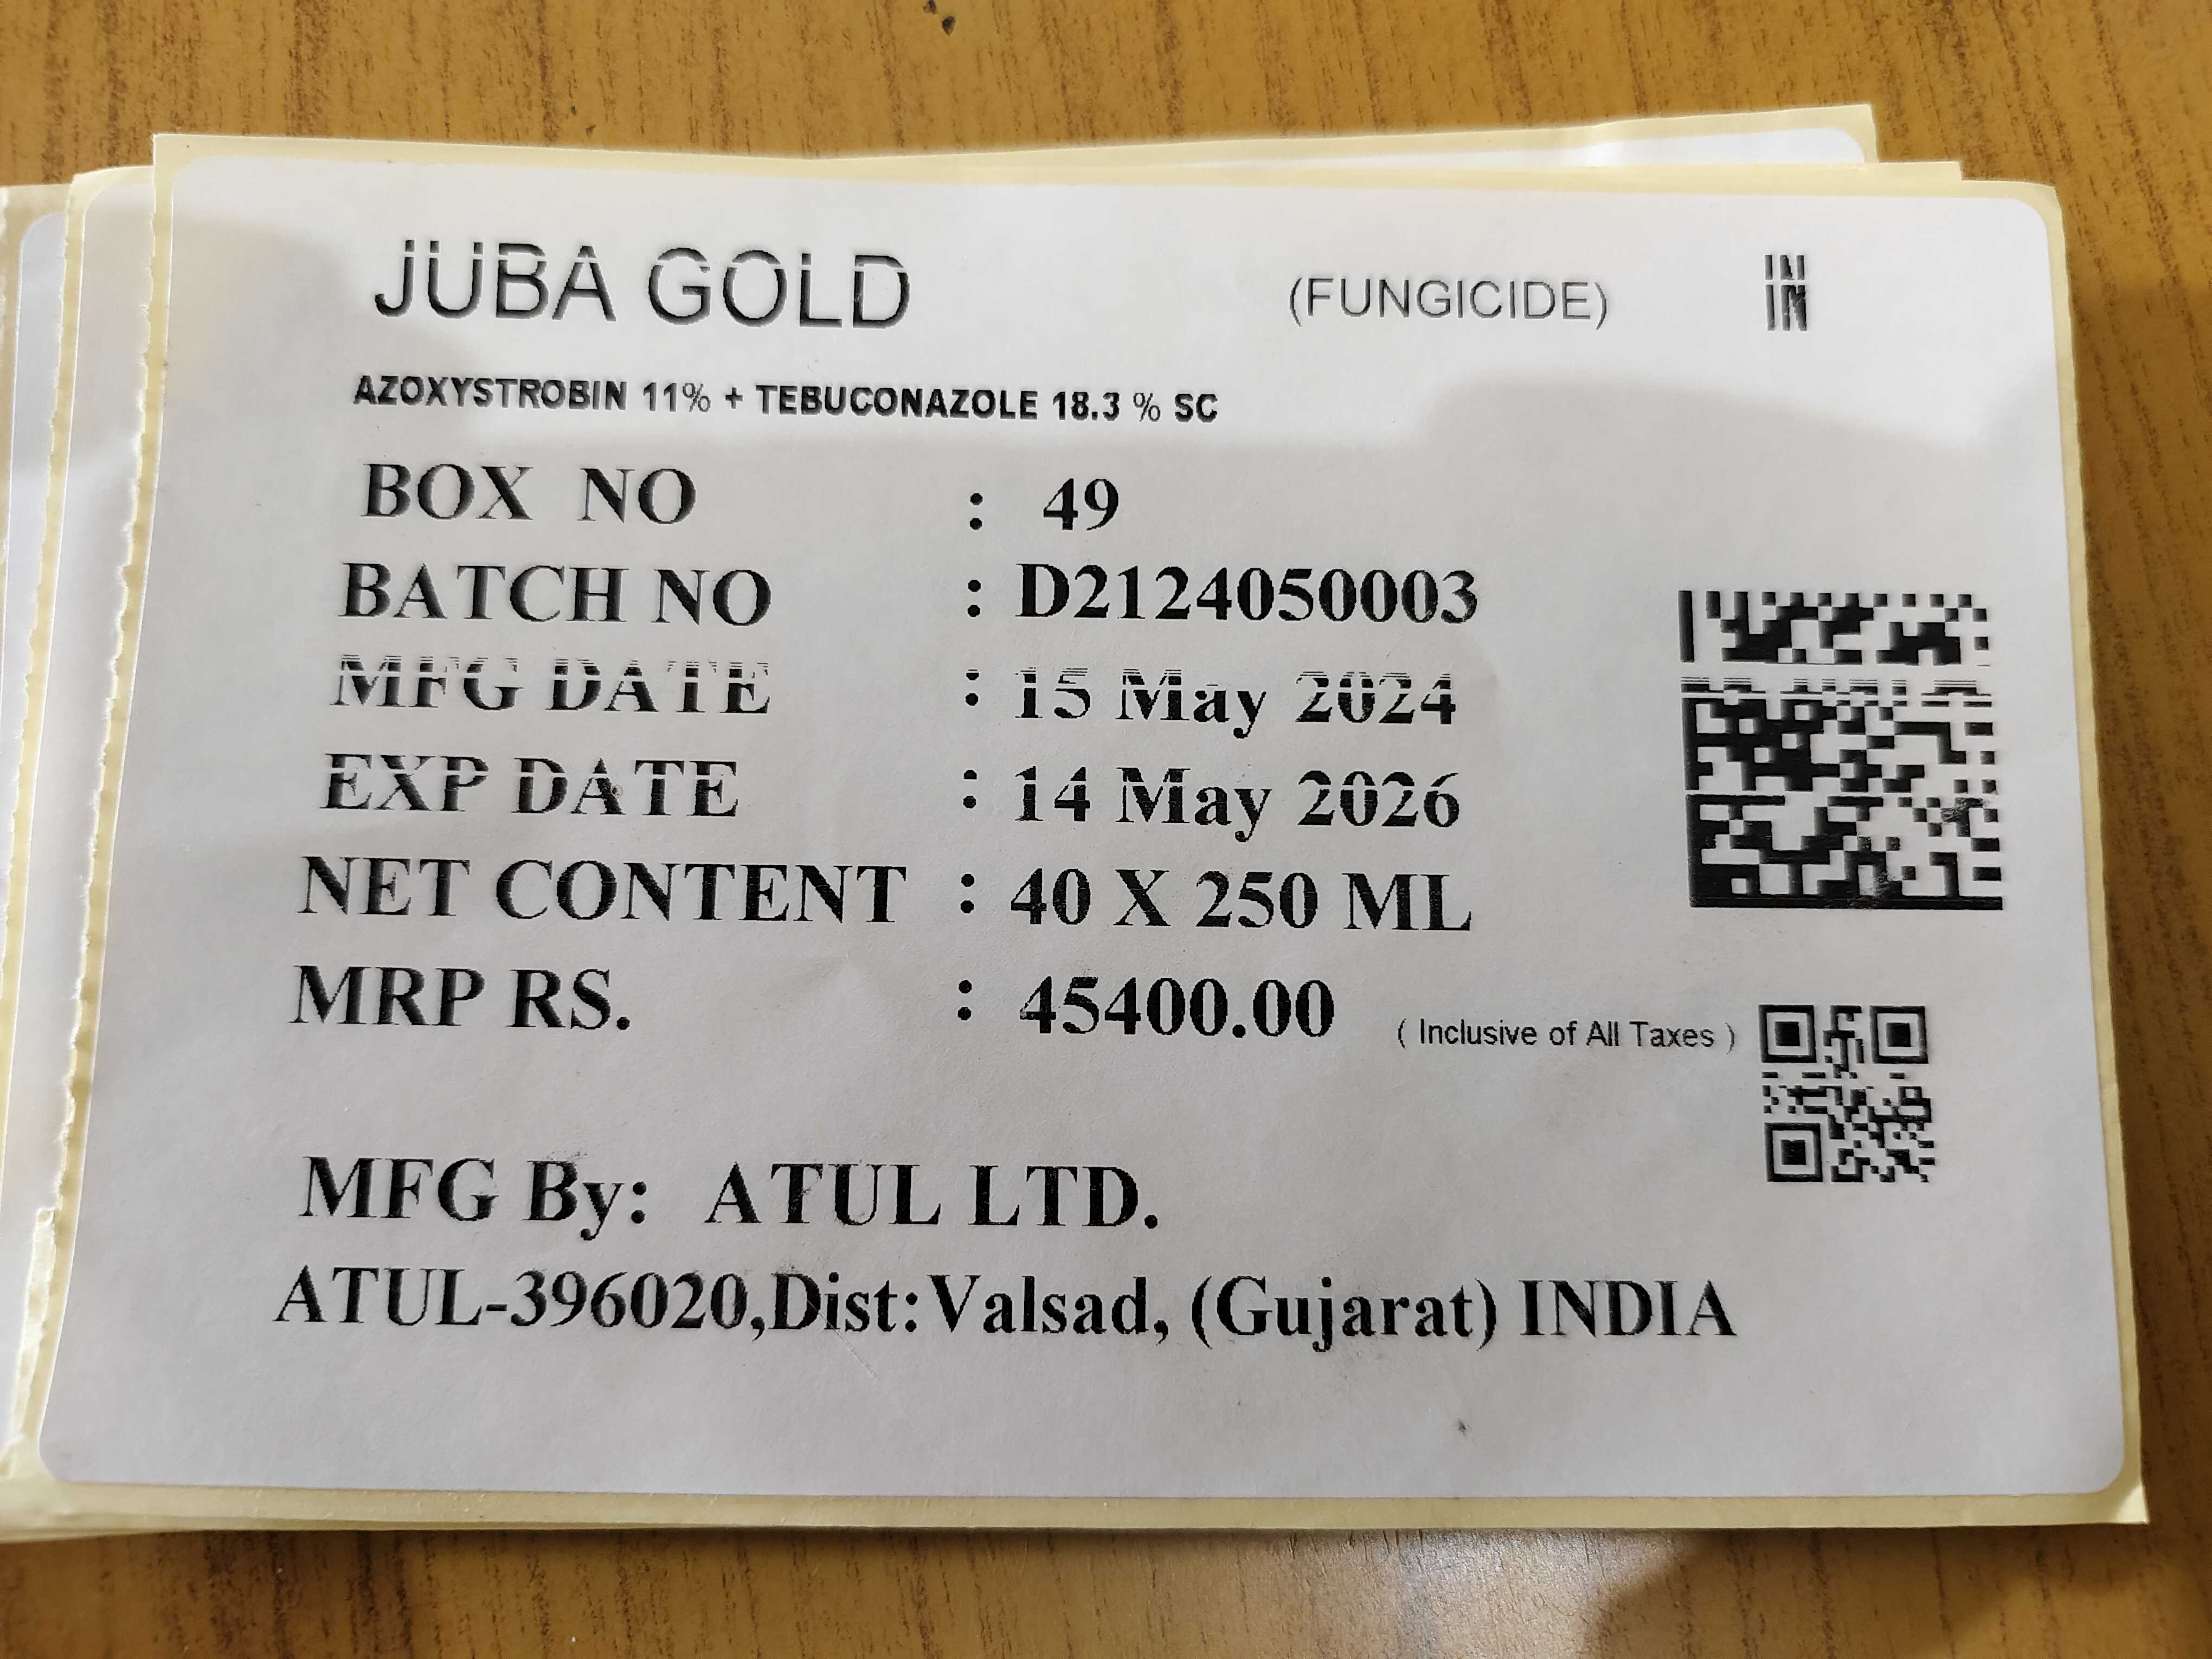 JUBA GOLD (FUNGICIDE) IN
AZOXYSTROBIN 11% + TEBUCONAZOLE 18.3 % SC
BOX NO : 49
BATCH NO : D2124050003
MFG DATE : 15 May 2024
EXP DATE : 14 May 2026
NET CONTENT : 40 X 250 ML
MRP RS. : 45400.00 ( Inclusive of All Taxes )
MFG By: ATUL LTD.
ATUL-396020,Dist:Valsad, (Gujarat) INDIA